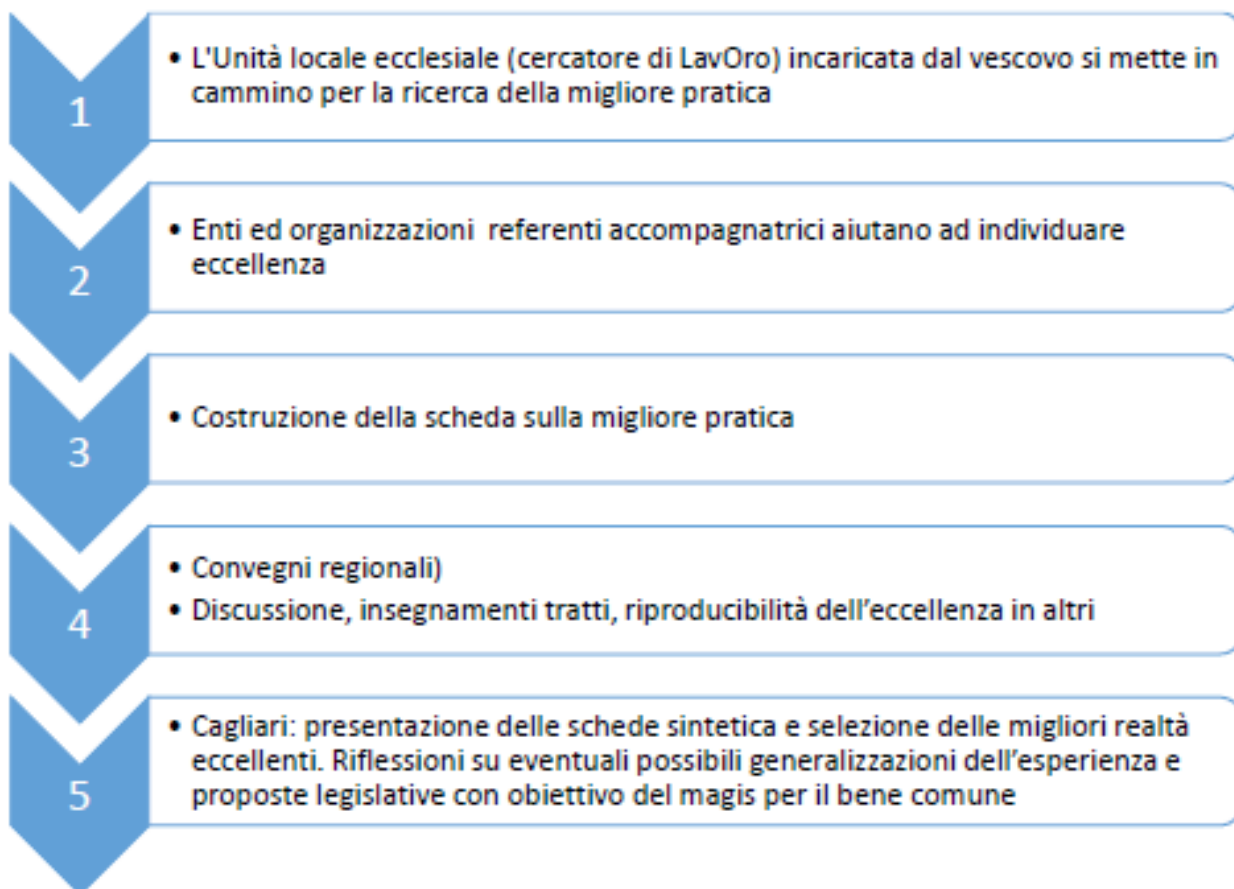 1
• L'Unità locale ecclesiale (cercatore di LavOro) incaricata dal vescovo si mette in
cammino per la ricerca della migliore pratica
2
• Enti ed organizzazioni  referenti accompagnatrici aiutano ad individuare
eccellenza
3
• Costruzione della scheda sulla migliore pratica
4
• Convegni regionali)
• Discussione, insegnamenti tratti, riproducibilità dell’eccellenza in altri
5
• Cagliari: presentazione delle schede sintetica e selezione delle migliori realtà
eccellenti. Riflessioni su eventuali possibili generalizzazioni dell’esperienza e
proposte legislative con obiettivo del magis per il bene comune